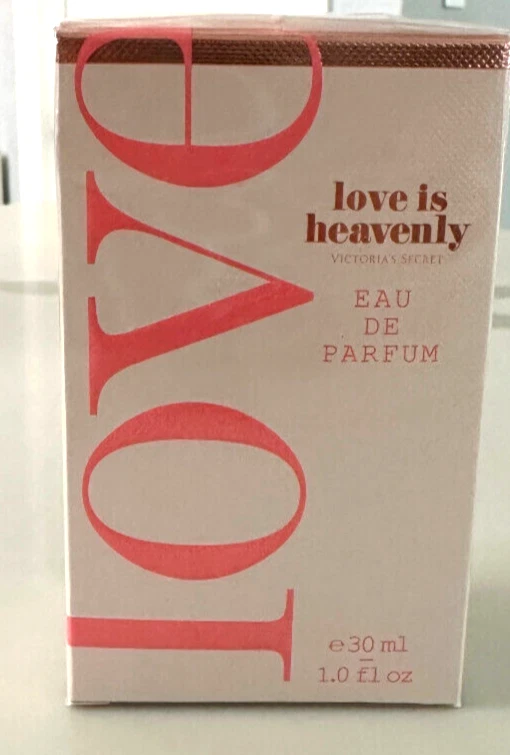 love
love is
heavenly
VICTORIA'S SECRET
EAU
DE
PARFUM
e 30 ml
1.0 fl oz